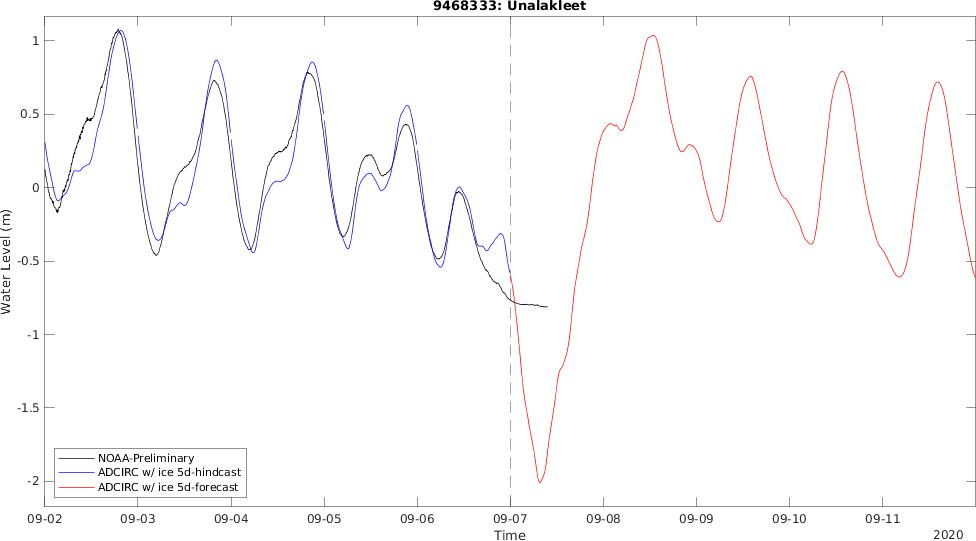 9468333: Unalakleet
1
0.5
0
-0.5
-1
-1.5
-2
Water Level (m)
NOAA-Preliminary
ADCIRC w/ ice 5d-hindcast
ADCIRC w/ ice 5d-forecast
09-02 09-03 09-04 09-05 09-06 09-07 09-08 09-09 09-10 09-11
Time
2020